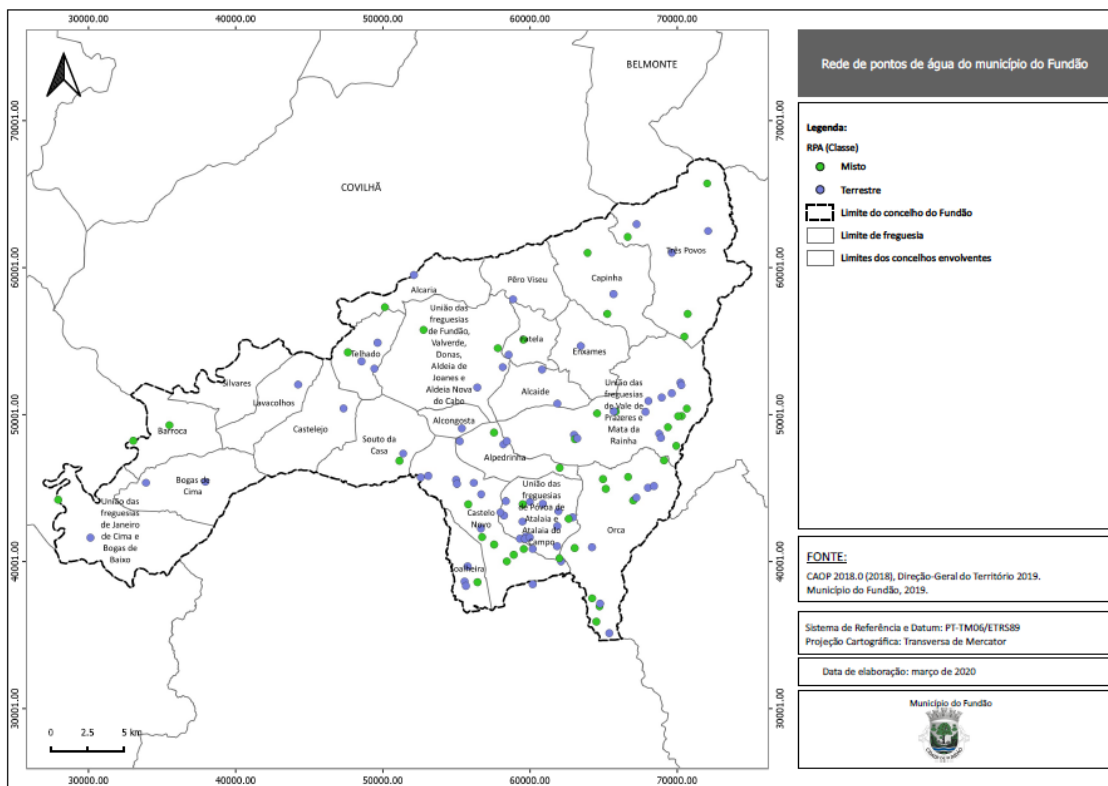 30000.00 40000.00 50000.00 60000.00 70000.00
BELMONTE
70001.00 70001.00
COVILHÃ
60001.00 60001.00
Três Povos
Pêro Viseu
Capinha
Alcaria
União das
freguesias
de Fundão,
Valverde,
Donas,
Aldeia de
Joanes e
Aldeia Nova
do Cabo
Fatela
Enxames
Telhado
Silvares
Lavacolhos
Castelejo
Alcaide
União das
freguesias
de Vale de
Prazeres e
Mata da
Rainha
50001.00 50001.00
Barroca
Alcongosta
Souto da
Casa
Alpedrinha
Bogas de
Cima
União das
freguesias
de Janeiro
de Cima e
Bogas de
Baixo
Castelo
Novo
União das
freguesias
de Póvoa de
Atalaia e
Atalaia do
Campo
Orca
Soalheira
40001.00 40001.00
30001.00 30001.00
0 2.5 5 km
30000.00 40000.00 50000.00 60000.00 70000.00
Rede de pontos de água do município do Fundão
Legenda:
RPA (Classe)
Misto
Terrestre
Limite do concelho do Fundão
Limite de freguesia
Limites dos concelhos envolventes
FONTE:
CAOP 2018.0 (2018), Direção-Geral do Território 2019.
Município do Fundão, 2019.
Sistema de Referência e Datum: PT-TM06/ETRS89
Projeção Cartográfica: Transversa de Mercator
Data de elaboração: março de 2020
Município do Fundão